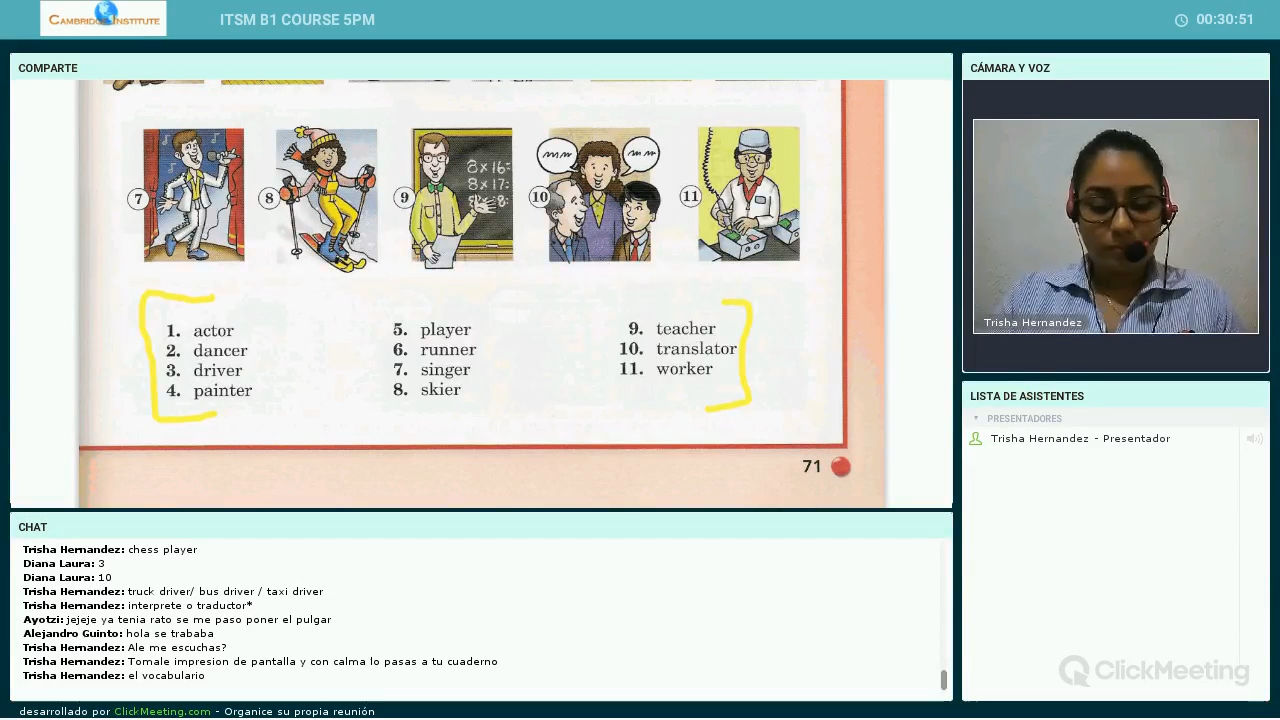 CAMBRIDGE INSTITUTE
ITSM B1 COURSE 5PM
00:30:51
COMPARTE
7
8
8x16=
8x17=
9
10
11
1. actor
2. dancer
3. driver
4. painter
5. player
6. runner
7. singer
8. skier
9. teacher
10. translator
11. worker
71
CÁMARA Y VOZ
Trisha Hernandez
LISTA DE ASISTENTES
PRESENTADORES
Trisha Hernandez - Presentador
CHAT
Trisha Hernandez: chess player
Diana Laura: 3
Diana Laura: 10
Trisha Hernandez: truck driver/ bus driver / taxi driver
Trisha Hernandez: interprete o traductor*
Ayotzi: jejeje ya tenia rato se me paso poner el pulgar
Alejandro Guinto: hola se trababa
Trisha Hernandez: Ale me escuchas?
Trisha Hernandez: Tomale impresion de pantalla y con calma lo pasas a tu cuaderno
Trisha Hernandez: el vocabulario
ClickMeeting
desarrollado por ClickMeeting.com - Organice su propia reunión